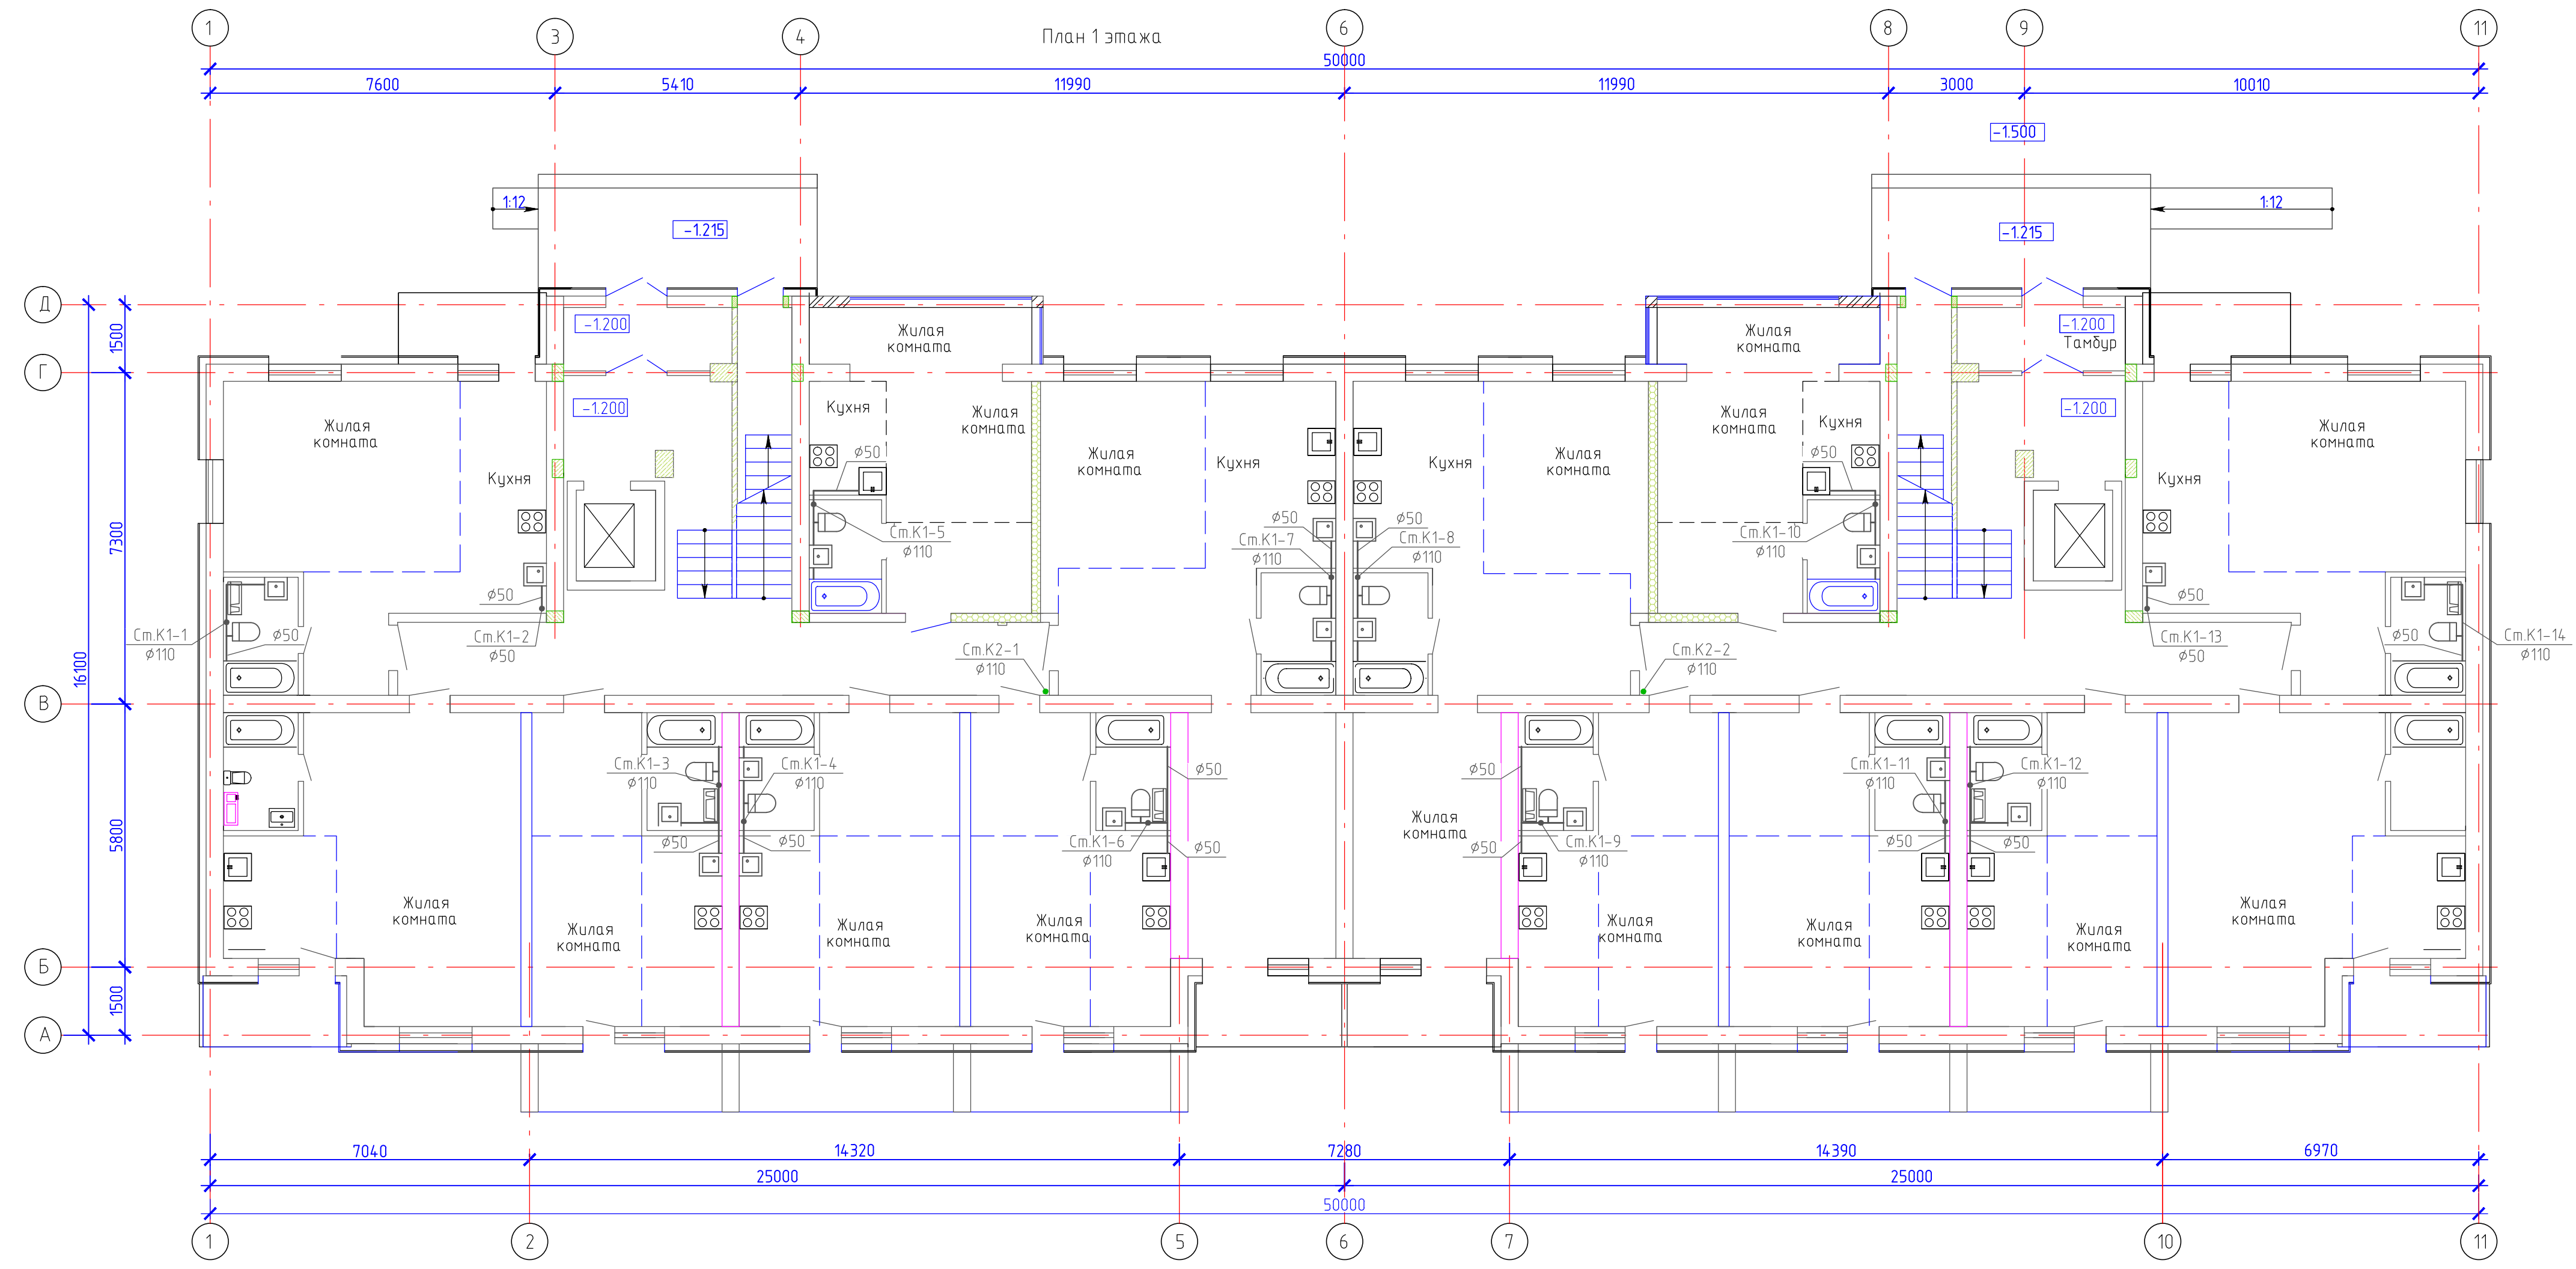 План 1 этажа
1
3
4
6
8
9
11
50000
7600
5410
11990
11990
3000
10010
-1.500
1:12
1:12
-1.215
-1.215
Д
1500
-1.200
-1.200
Тамбур
Жилая
комната
Жилая
комната
Г
-1.200
-1.200
Кухня
Жилая
комната
Жилая
комната
Кухня
Жилая
комната
Жилая
комната
Жилая
комната
Кухня
Кухня
Жилая
комната
Кухня
Кухня
ø50
ø50
7300
Ст.К1-5
ø110
ø50
Ст.К1-7
ø110
ø50
Ст.К1-8
ø110
Ст.К1-10
ø110
ø50
ø50
Ст.К1-1
ø110
ø50
Ст.К1-2
ø50
Ст.К1-13
ø50
ø50
Ст.К1-14
ø110
Ст.К2-1
ø110
Ст.К2-2
ø110
16100
В
Ст.К1-3
ø110
Ст.К1-4
ø110
ø50
ø50
Ст.К1-11
ø110
Ст.К1-12
ø110
5800
Жилая
комната
ø50
ø50
Ст.К1-6
ø110
ø50
ø50
Ст.К1-9
ø110
ø50
ø50
Жилая
комната
Жилая
комната
Жилая
комната
Жилая
комната
Жилая
комната
Жилая
комната
Жилая
комната
Жилая
комната
Б
1500
А
7040
14320
7280
14390
6970
25000
25000
50000
1
2
5
6
7
10
11